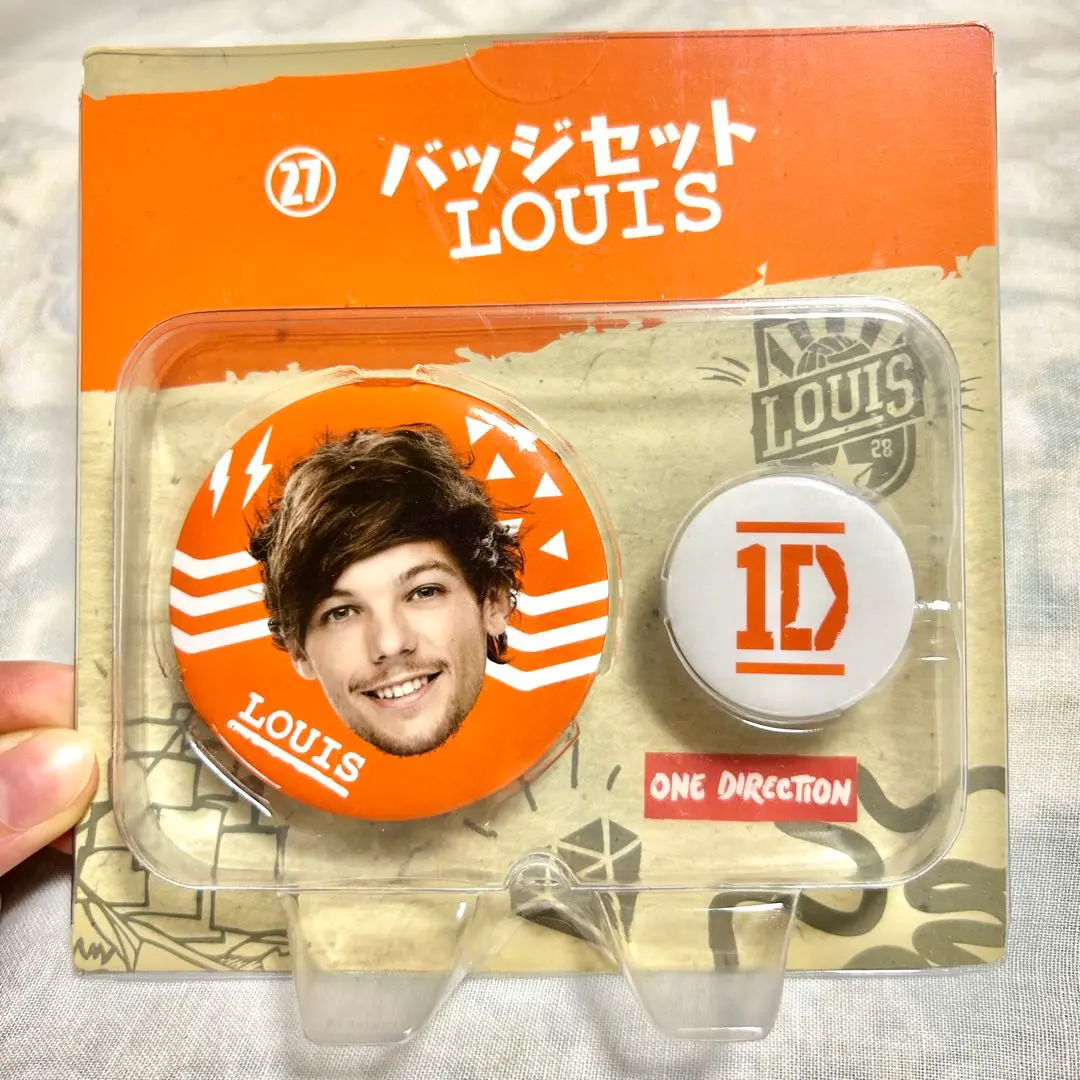 27 バッジセット
LOUIS
LOUIS
28
LOUIS
1D
ONE DIRECTION